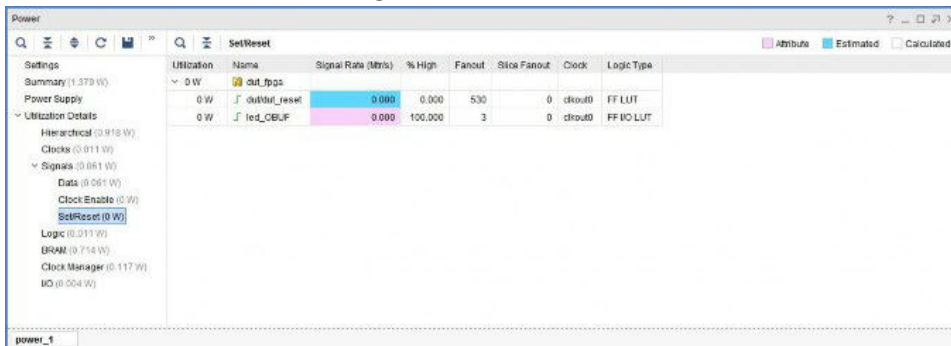 Power
? _
»
Set/Reset
Attribute Estimated Calculated
Settings
Summary (1.379 W)
Power Supply
Utilization Details
Hierarchical (0.918 W)
Clocks (0.011 W)
Signals (0.061 W)
Data (0.061 W)
Clock Enable (0 W)
Set/Reset (0 W)
Logic (0.011 W)
BRAM (0.714 W)
Clock Manager (0.117 W)
I/O (0.004 W)
Utilization Name Signal Rate (Mtr/s) % High Fanout Slice Fanout Clock Logic Type
0 W dut_fpga
0 W dut/dut_reset 0.000 0.000 530 0 clkout0 FF LUT
0 W led_OBUF 0.000 100.000 3 0 clkout0 FF I/O LUT
power_1